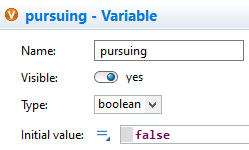 V pursuing - Variable
Name: pursuing
Visible: yes
Type: boolean
Initial value: false